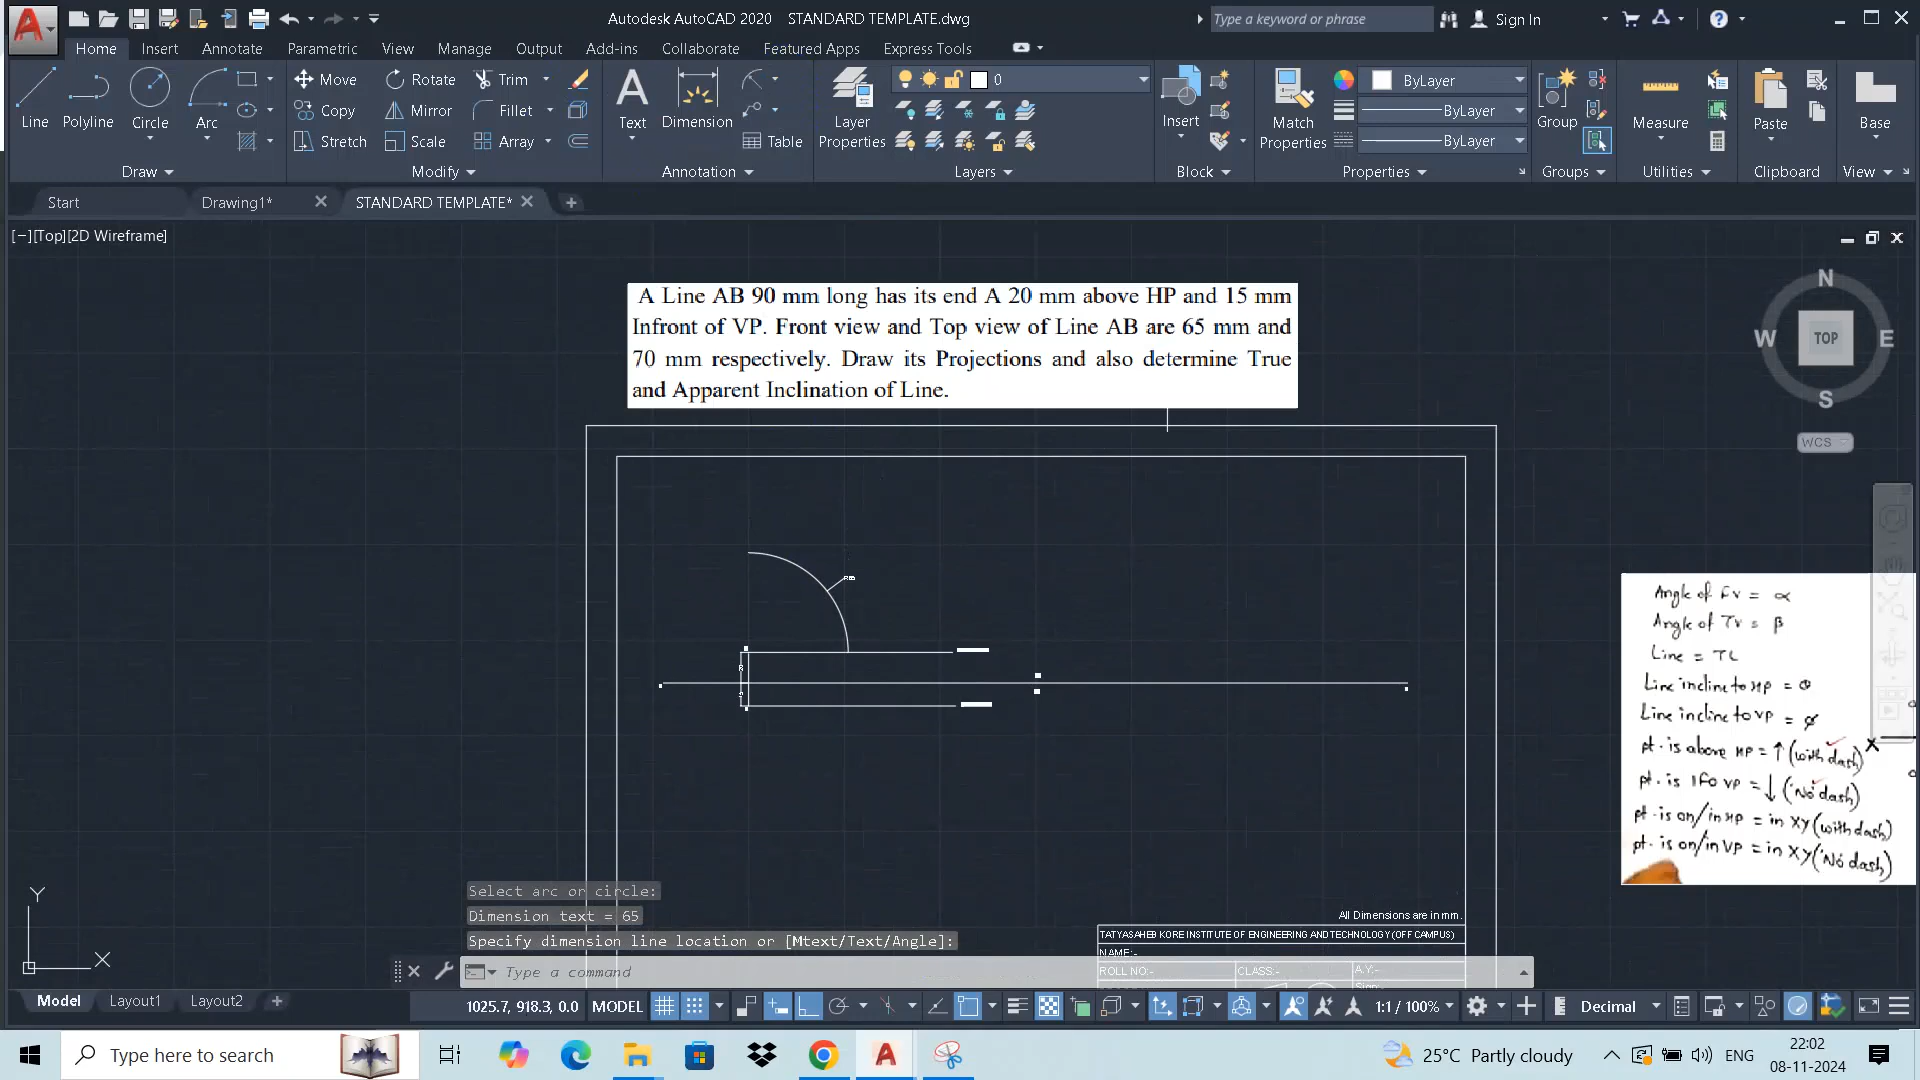 Autodesk AutoCAD 2020 STANDARD TEMPLATE.dwg
Type a keyword or phrase
Sign In
Home Insert Annotate Parametric View Manage Output Add-ins Collaborate Featured Apps Express Tools
Line Polyline Circle Arc
Move Rotate Trim
Copy Mirror Fillet
Stretch Scale Array
Text Dimension Table
Layer Properties
0
Insert
Match Properties
ByLayer
ByLayer
ByLayer
Group Measure Paste Base
Draw Modify Annotation Layers Block Properties Groups Utilities Clipboard View
Start Drawing1* STANDARD TEMPLATE*
[−][Top][2D Wireframe]
A Line AB 90 mm long has its end A 20 mm above HP and 15 mm
Infront of VP. Front view and Top view of Line AB are 65 mm and
70 mm respectively. Draw its Projections and also determine True
and Apparent Inclination of Line.
N
W TOP E
S
WCS
Angle of FV = α
Angle of TV = β
Line = TL
Line incline to HP = θ
Line incline to VP = ø
pt. is above HP = ↑ (with dash)
pt. is IFO VP = ↓ (No dash)
pt. is on/in HP = in XY (with dash)
pt. is on/in VP = in XY (No dash)
X
Y
X
Select arc or circle:
Dimension text = 65
Specify dimension line location or [Mtext/Text/Angle]:
Type a command
All Dimensions are in mm.
TATYASAHEB KORE INSTITUTE OF ENGINEERING AND TECHNOLOGY (OFF CAMPUS)
NAME:-
ROLL NO:- CLASS:- A.Y:-
Model Layout1 Layout2
1025.7, 918.3, 0.0 MODEL 1:1 / 100% Decimal
Type here to search
25°C Partly cloudy
ENG
22:02
08-11-2024